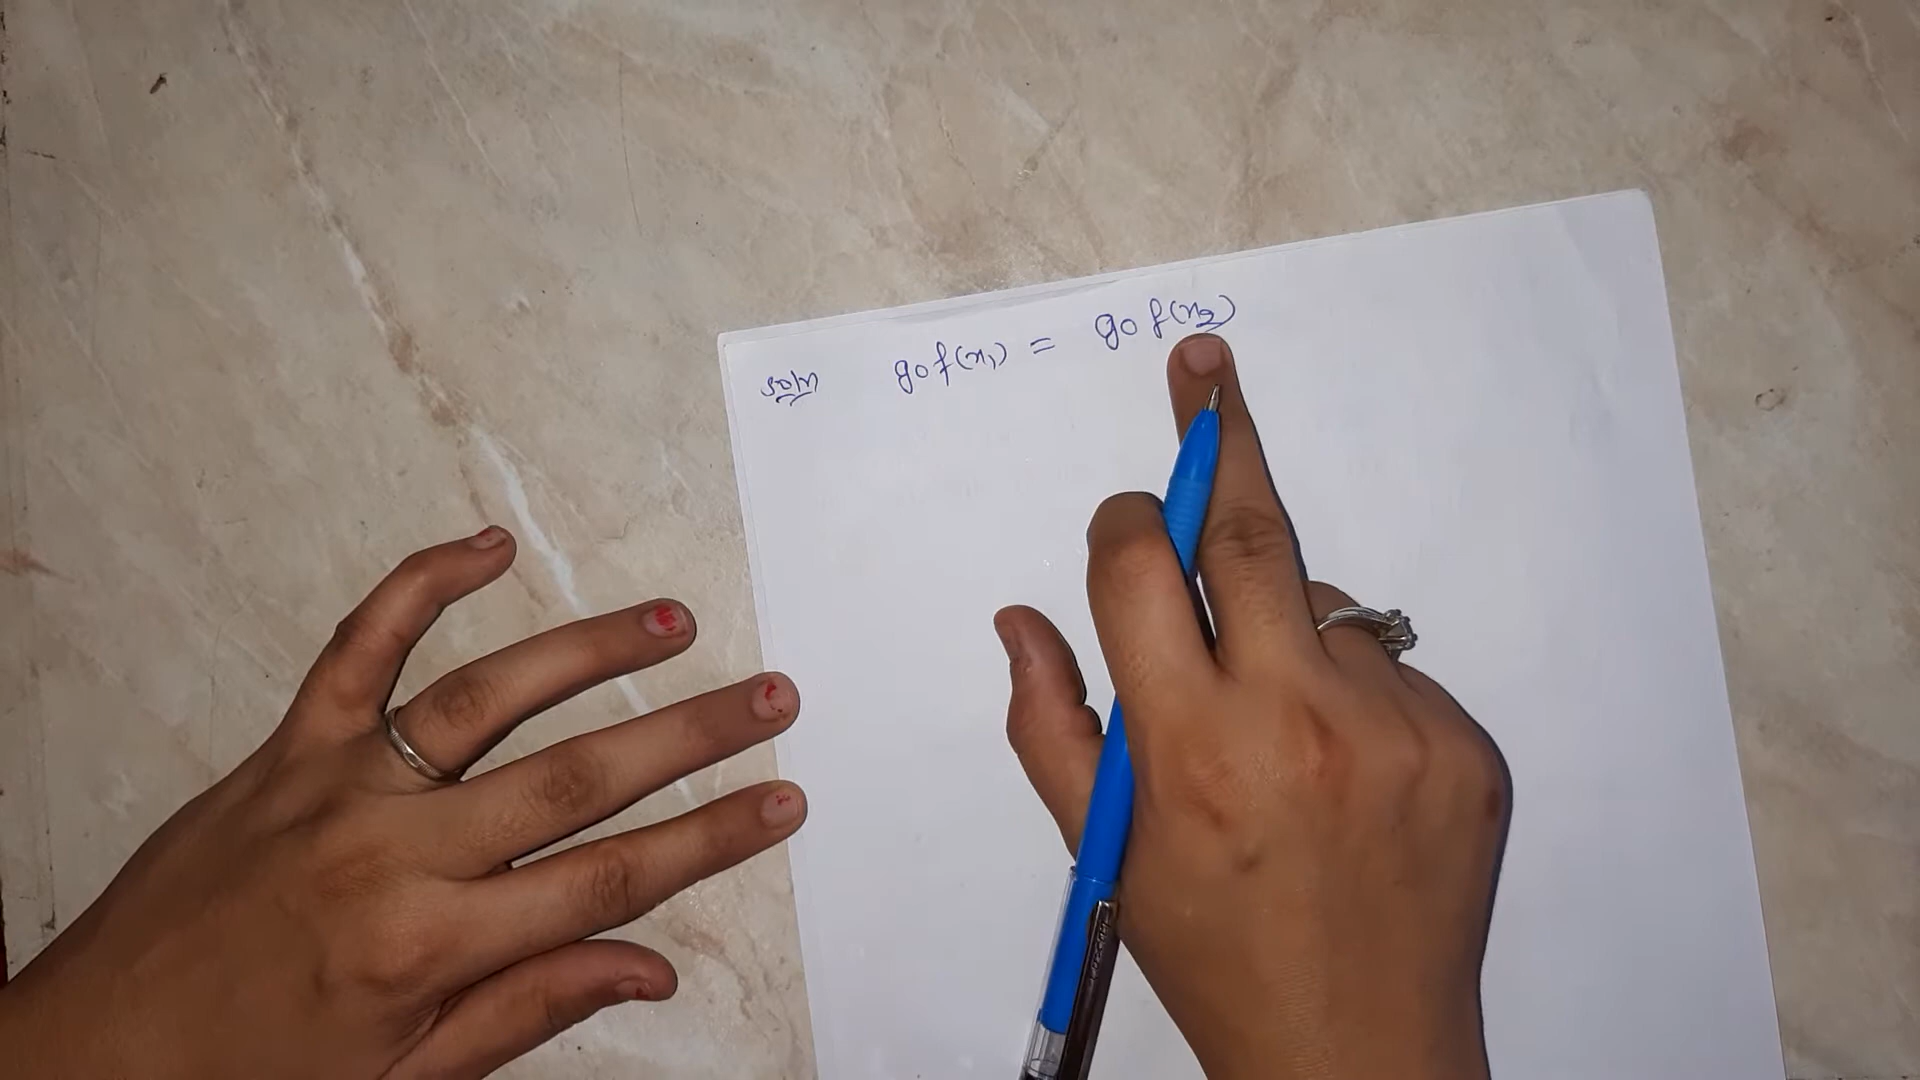 soln gof(x₁) = gof(x₂)